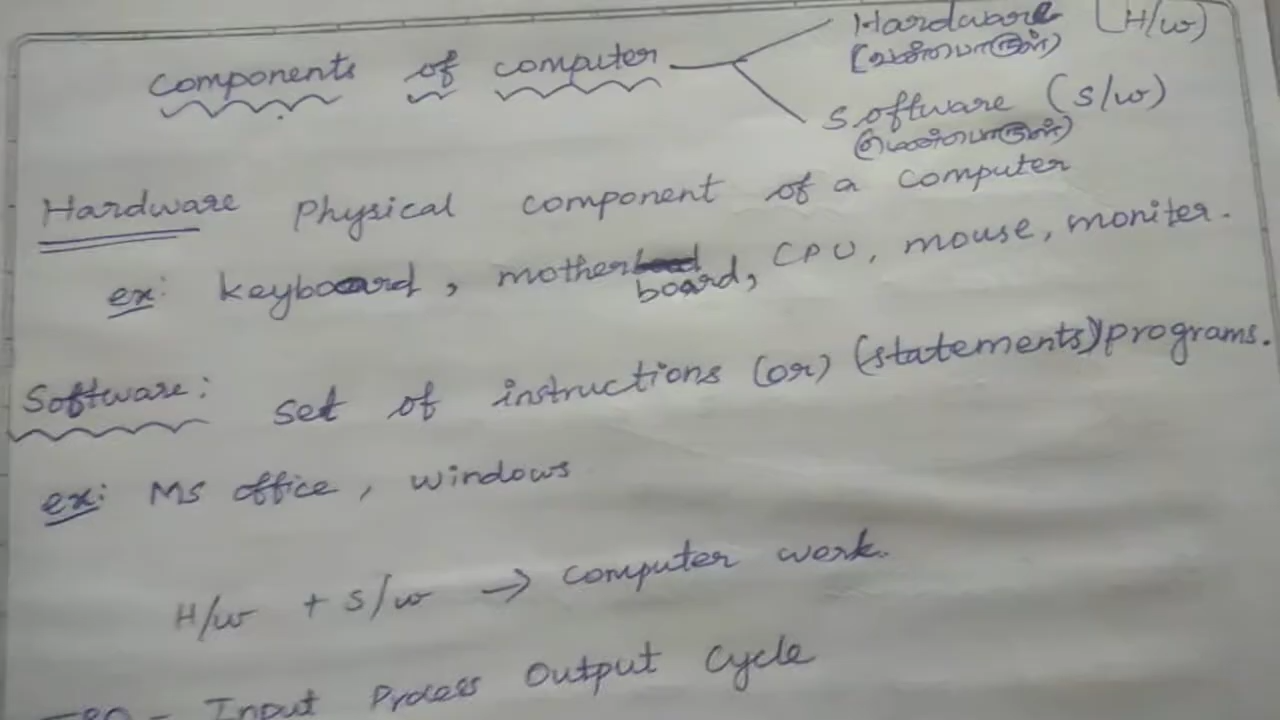 Components of computer
Hardware (H/w)
(வன்பொருள்)
Software (S/w)
(மென்பொருள்)
Hardware Physical component of a computer
ex: keyboard, motherboard, CPU, mouse, moniter.
Software: Set of instructions (or) (statements) programs.
ex: MS office, windows
H/w + S/w → Computer work.
Input Process Output Cycle